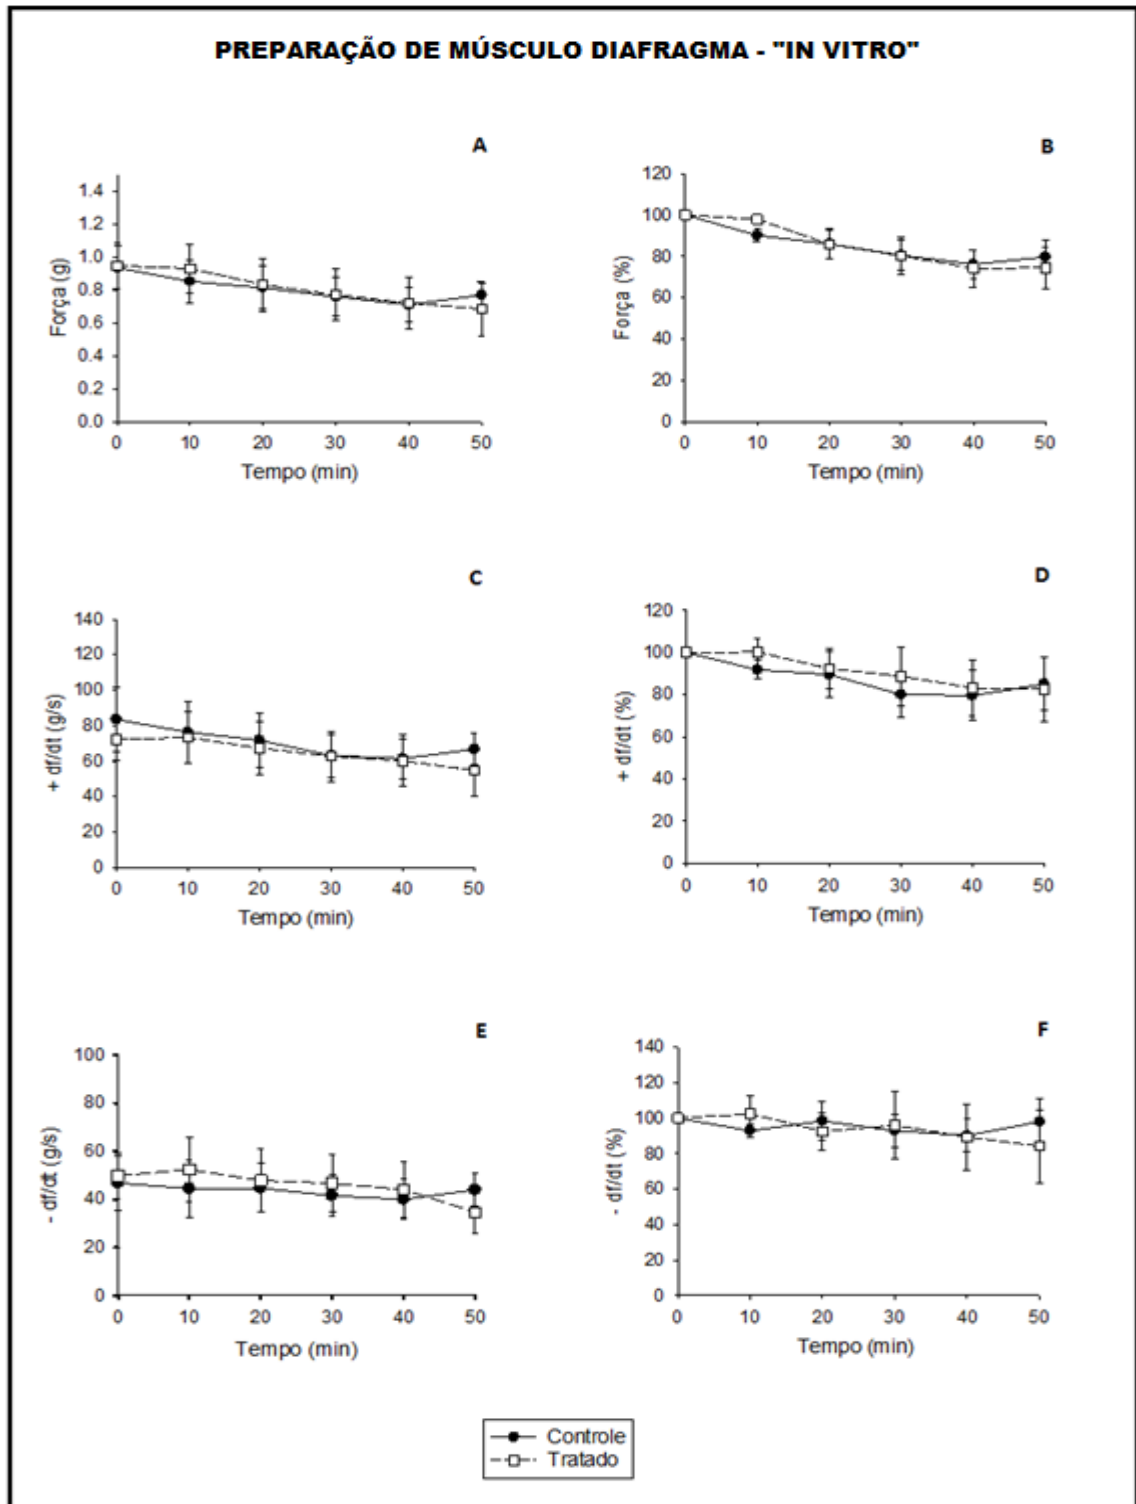 PREPARAÇÃO DE MÚSCULO DIAFRAGMA - "IN VITRO"
A
Força (g)
1.4
1.2
1.0
0.8
0.6
0.4
0.2
0.0
0 10 20 30 40 50
Tempo (min)
B
Força (%)
120
100
80
60
40
20
0
0 10 20 30 40 50
Tempo (min)
C
+ df/dt (g/s)
140
120
100
80
60
40
20
0
0 10 20 30 40 50
Tempo (min)
D
+ df/dt (%)
120
100
80
60
40
20
0
0 10 20 30 40 50
Tempo (min)
E
- df/dt (g/s)
100
80
60
40
20
0
0 10 20 30 40 50
Tempo (min)
F
- df/dt (%)
140
120
100
80
60
40
20
0
0 10 20 30 40 50
Tempo (min)
Controle
Tratado